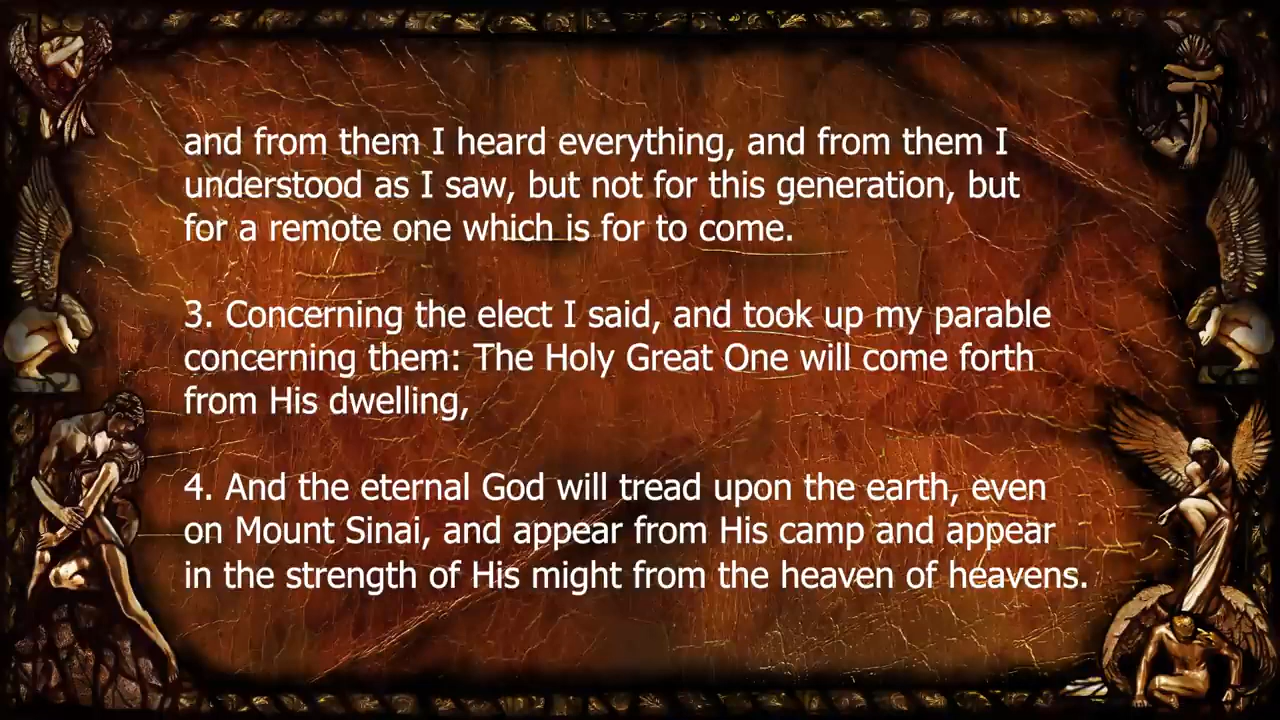 and from them I heard everything, and from them I
understood as I saw, but not for this generation, but
for a remote one which is for to come.
3. Concerning the elect I said, and took up my parable
concerning them: The Holy Great One will come forth
from His dwelling,
4. And the eternal God will tread upon the earth, even
on Mount Sinai, and appear from His camp and appear
in the strength of His might from the heaven of heavens.